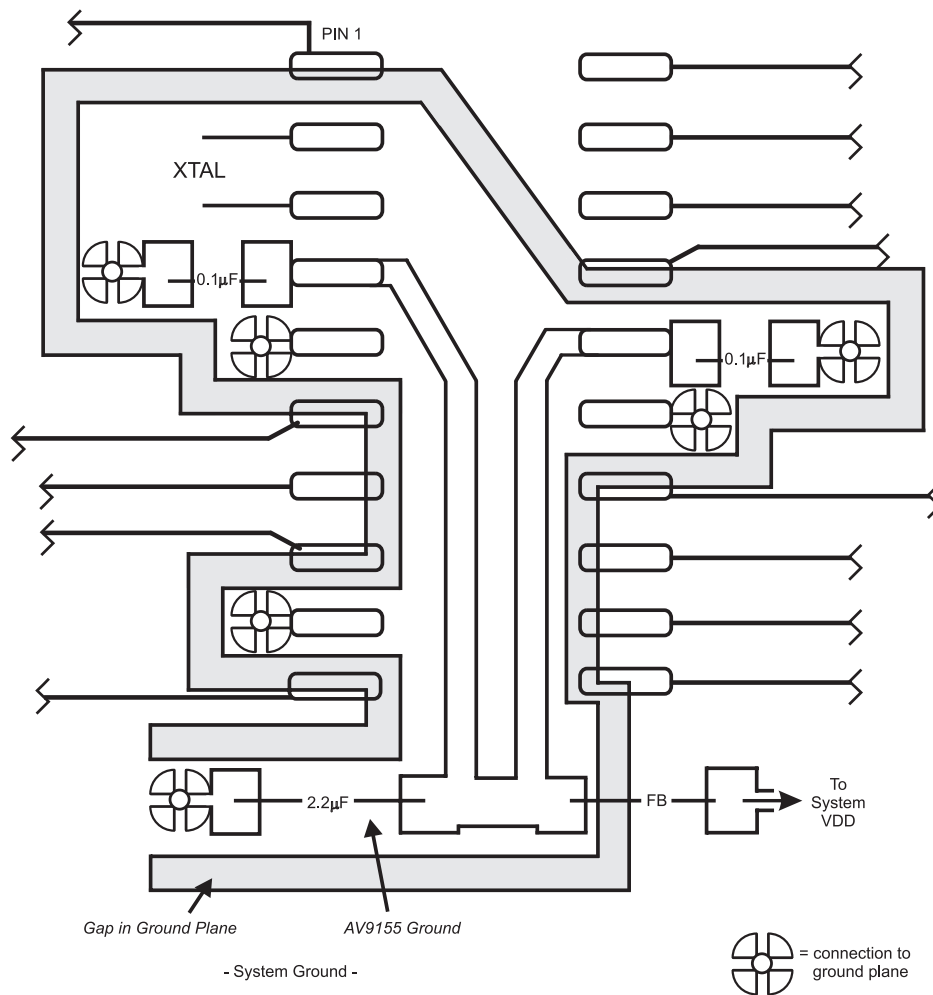 PIN 1
XTAL
0.1µF
0.1µF
2.2µF
FB
To
System
VDD
Gap in Ground Plane
AV9155 Ground
- System Ground -
= connection to
ground plane